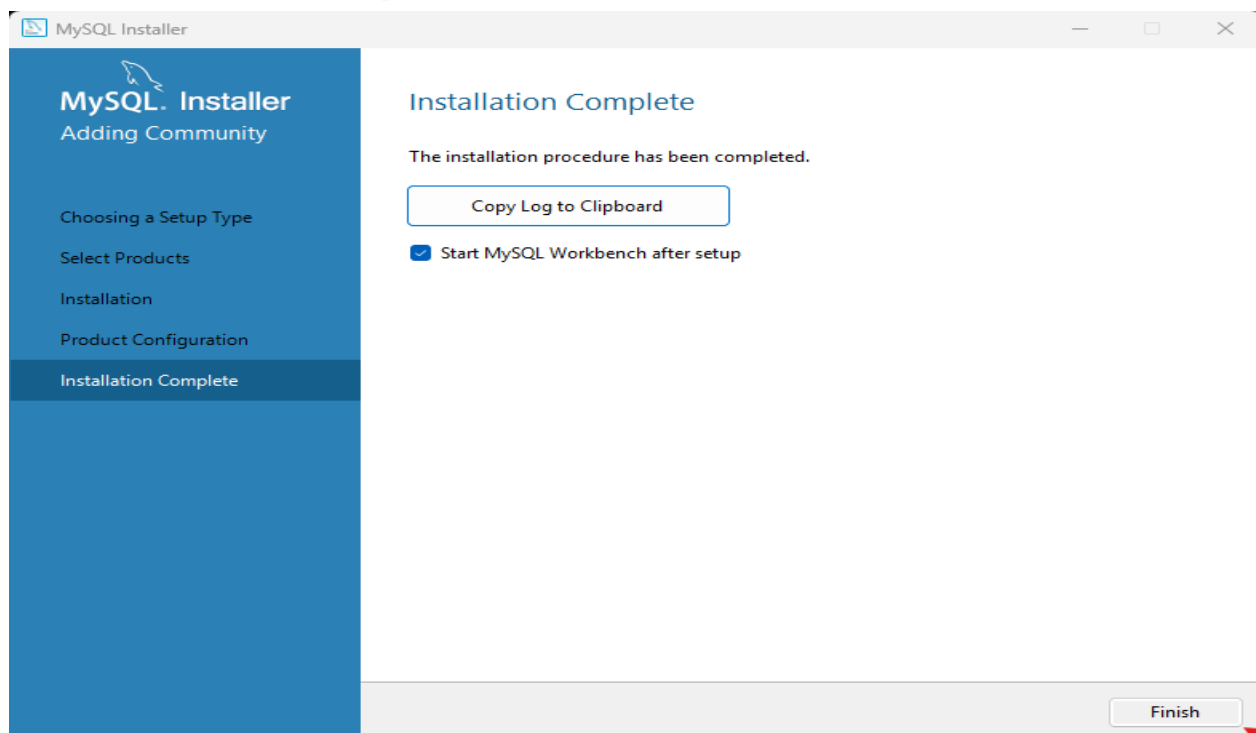 MySQL Installer
MySQL. Installer
Adding Community
Choosing a Setup Type
Select Products
Installation
Product Configuration
Installation Complete
Installation Complete
The installation procedure has been completed.
Copy Log to Clipboard
Start MySQL Workbench after setup
Finish